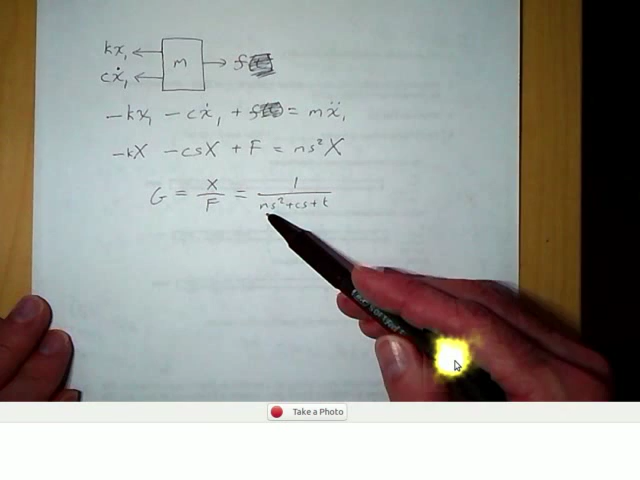 kx₁ m f
cẋ₁
-kx₁ - cẋ₁ + f = mẍ₁
-kX - csX + F = ms²X
G = X/F = 1/(ms²+cs+k)
Take a Photo